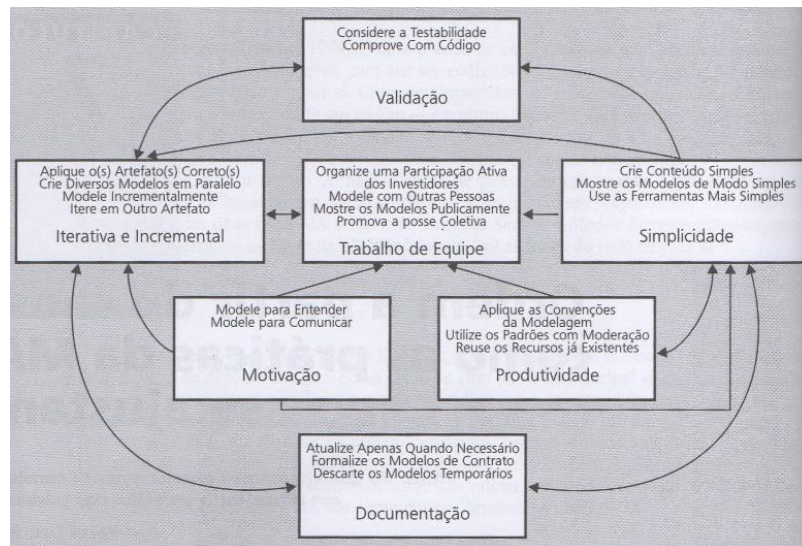 Considere a Testabilidade
Comprove Com Código
Validação
Aplique o(s) Artefato(s) Correto(s)
Crie Diversos Modelos em Paralelo
Modele Incrementalmente
Itere em Outro Artefato
Iterativa e Incremental
Organize uma Participação Ativa
dos Investidores
Modele com Outras Pessoas
Mostre os Modelos Publicamente
Promova a posse Coletiva
Trabalho de Equipe
Crie Conteúdo Simples
Mostre os Modelos de Modo Simples
Use as Ferramentas Mais Simples
Simplicidade
Modele para Entender
Modele para Comunicar
Motivação
Aplique as Convenções
da Modelagem
Utilize os Padrões com Moderação
Reuse os Recursos já Existentes
Produtividade
Atualize Apenas Quando Necessário
Formalize os Modelos de Contrato
Descarte os Modelos Temporários
Documentação